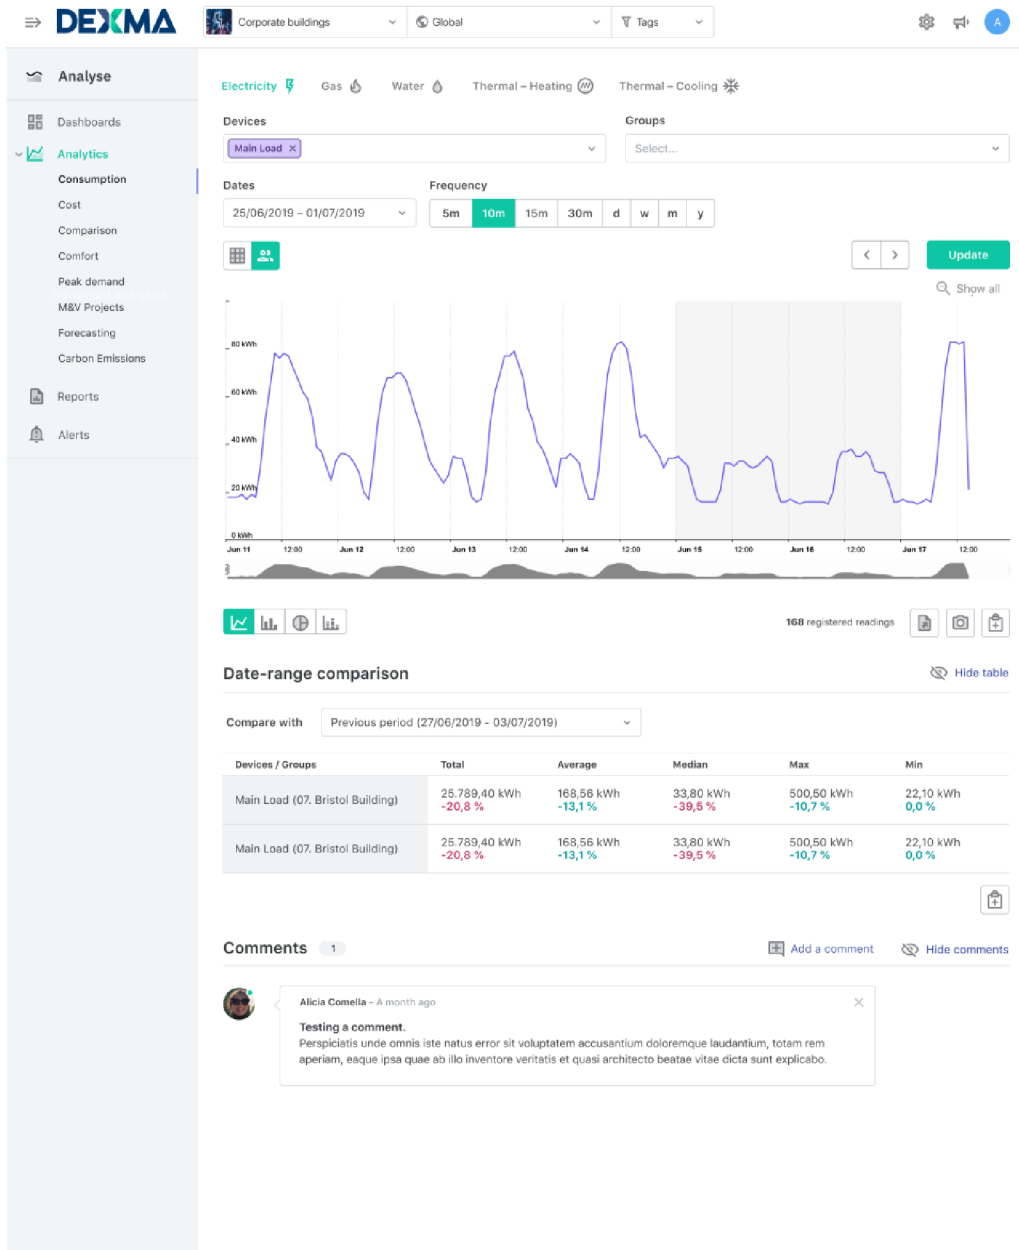 DEXMA
Corporate buildings
Global
Tags
A
Analyse
Dashboards
Analytics
Consumption
Cost
Comparison
Comfort
Peak demand
M&V Projects
Forecasting
Carbon Emissions
Reports
Alerts
Electricity Gas Water Thermal – Heating Thermal – Cooling
Devices Groups
Main Load × Select...
Dates Frequency
25/06/2019 – 01/07/2019 5m 10m 15m 30m d w m y
Update
Show all
80 kWh
60 kWh
40 kWh
20 kWh
0 kWh
Jun 11 12:00 Jun 12 12:00 Jun 13 12:00 Jun 14 12:00 Jun 15 12:00 Jun 16 12:00 Jun 17 12:00
168 registered readings
Date-range comparison Hide table
Compare with Previous period (27/06/2019 - 03/07/2019)
Devices / Groups Total Average Median Max Min
Main Load (07. Bristol Building) 25.789,40 kWh 168,56 kWh 33,80 kWh 500,50 kWh 22,10 kWh
-20,8 % -13,1 % -39,5 % -10,7 % 0,0 %
Main Load (07. Bristol Building) 25.789,40 kWh 168,56 kWh 33,80 kWh 500,50 kWh 22,10 kWh
-20,8 % -13,1 % -39,5 % -10,7 % 0,0 %
Comments 1 Add a comment Hide comments
Alicia Comella – A month ago
Testing a comment.
Perspiciatis unde omnis iste natus error sit voluptatem accusantium doloremque laudantium, totam rem
aperiam, eaque ipsa quae ab illo inventore veritatis et quasi architecto beatae vitae dicta sunt explicabo.